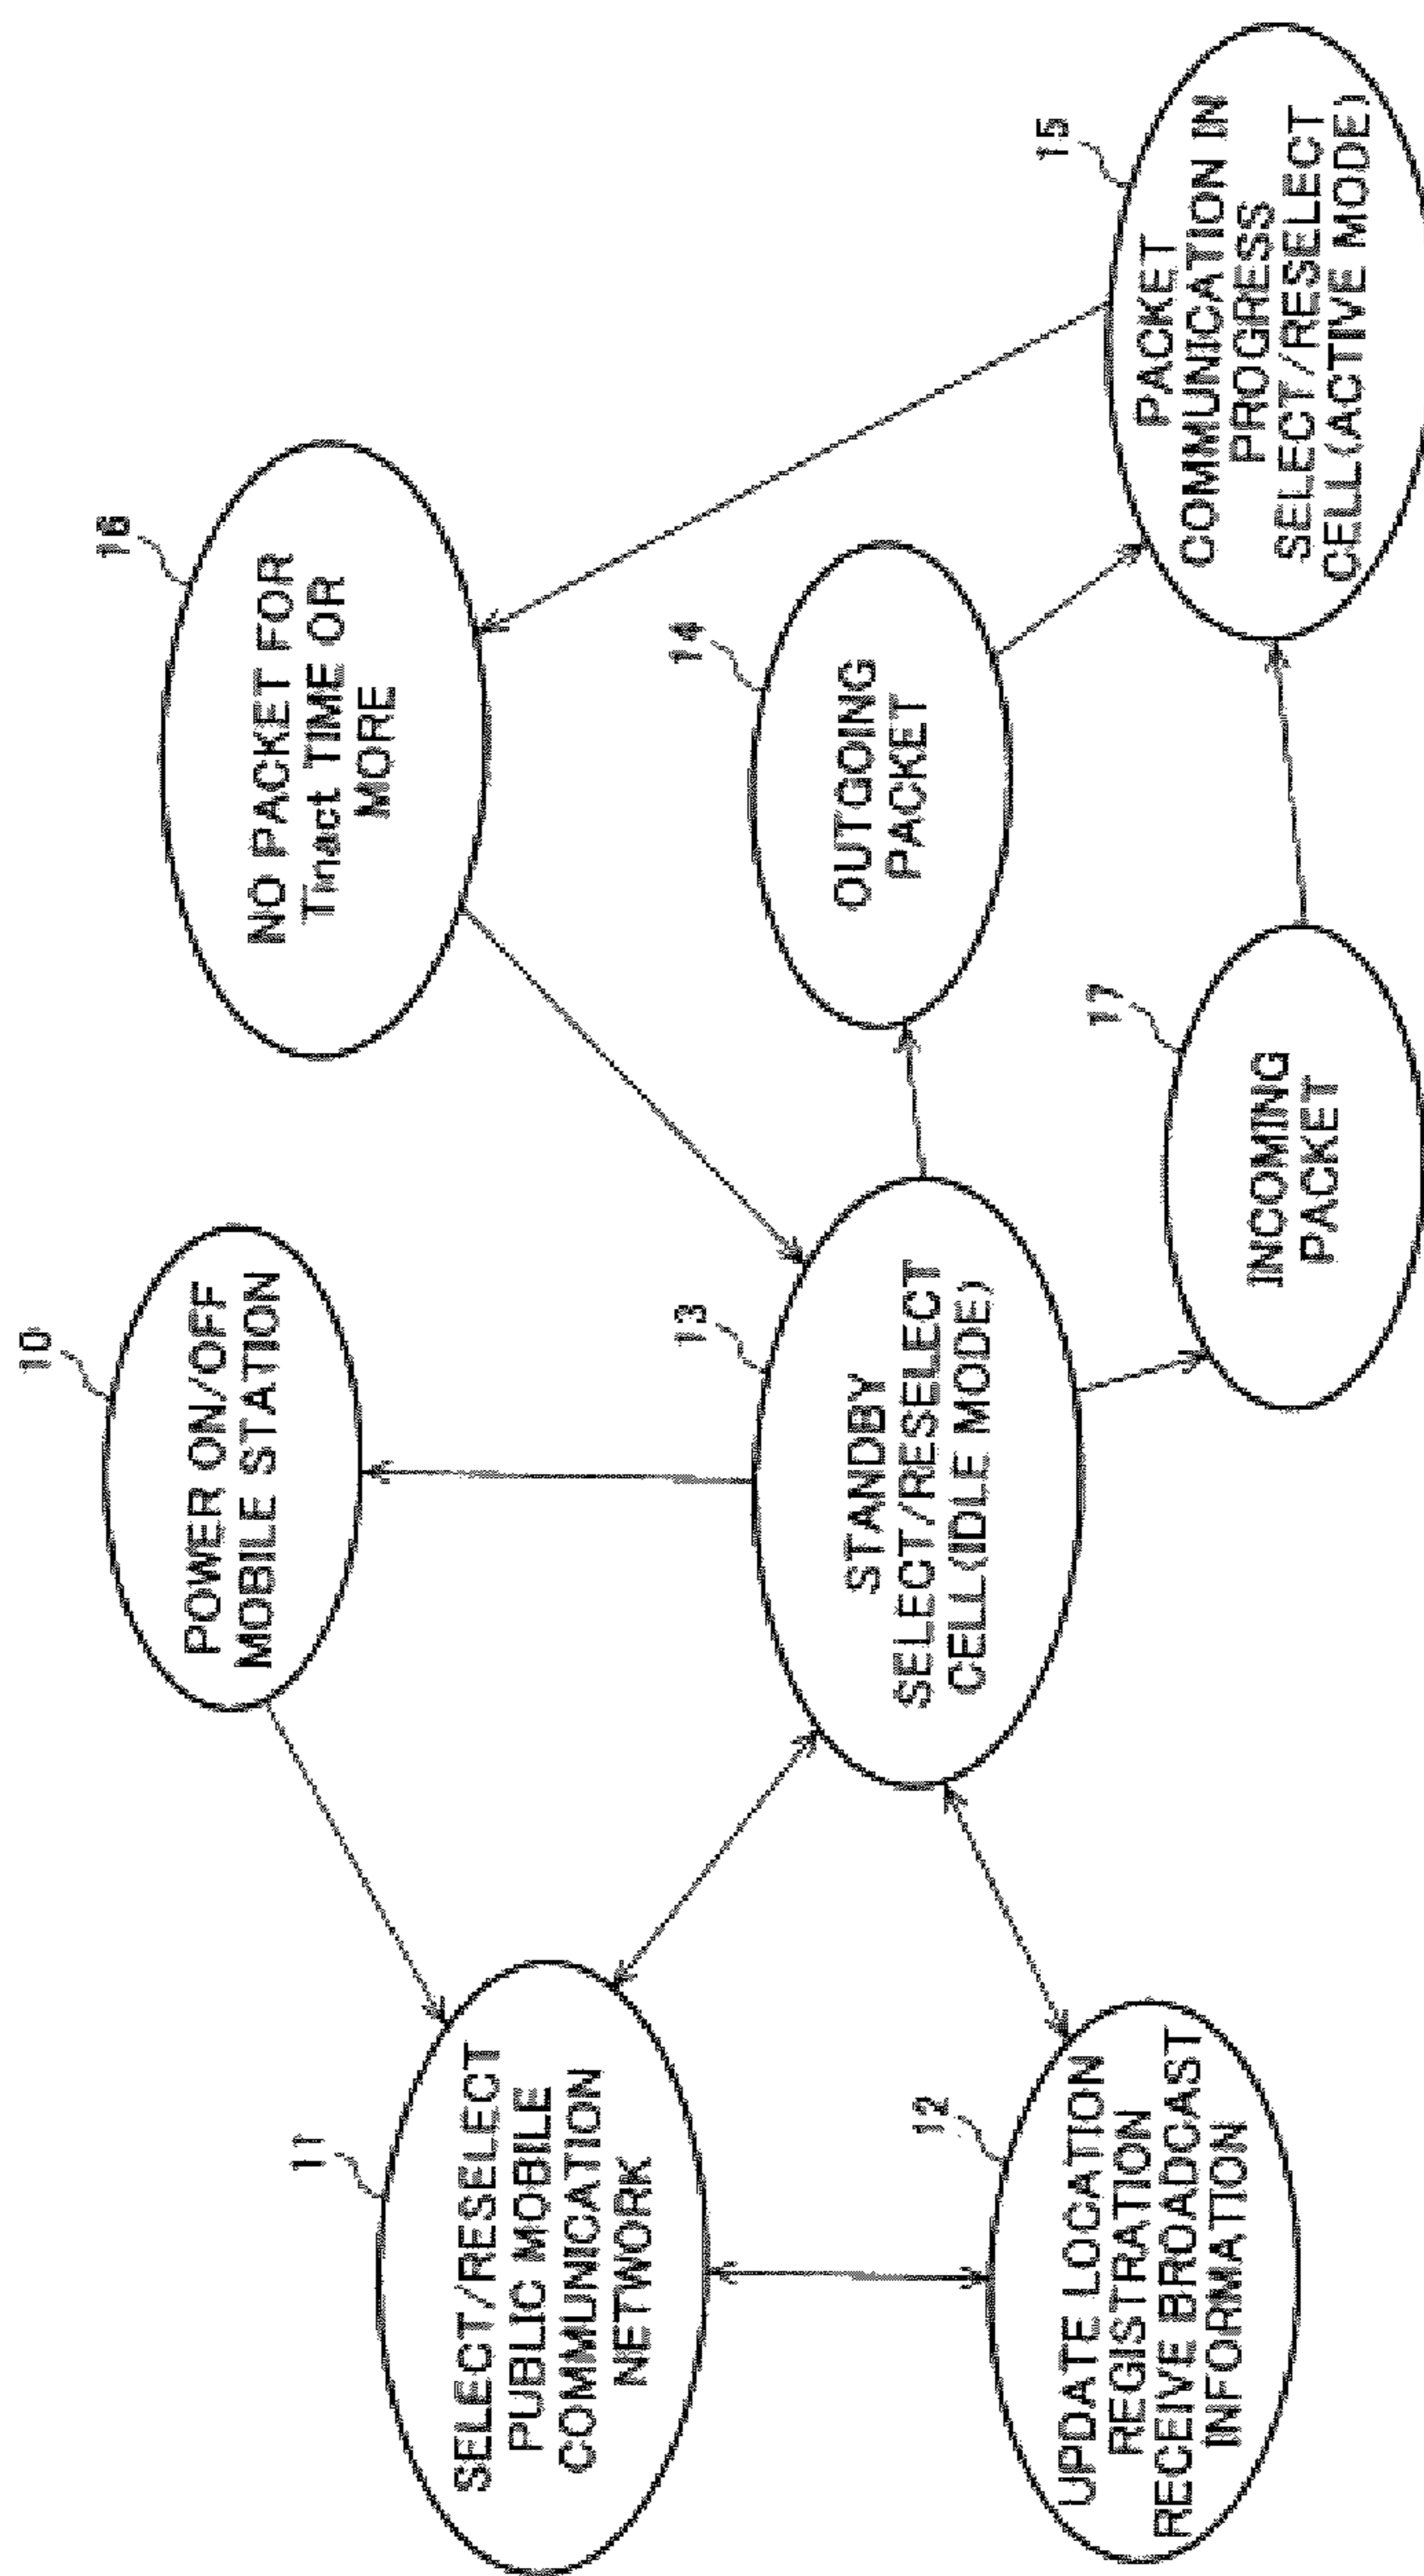 10
POWER ON/OFF
MOBILE STATION
11
SELECT/RESELECT
PUBLIC MOBILE
COMMUNICATION
NETWORK
16
NO PACKET FOR
Tinact TIME OR
MORE
13
STANDBY
SELECT/RESELECT
CELL(IDLE MODE)
14
OUTGOING
PACKET
12
UPDATE LOCATION
REGISTRATION
RECEIVE BROADCAST
INFORMATION
17
INCOMING
PACKET
15
PACKET
COMMUNICATION IN
PROGRESS
SELECT/RESELECT
CELL(ACTIVE MODE)